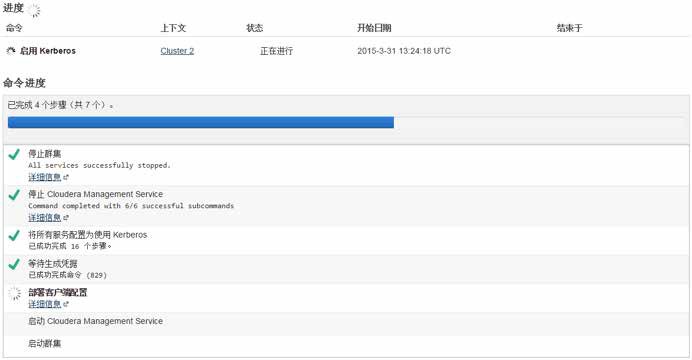 进度
命令 上下文 状态 开始日期 结束于
启用 Kerberos Cluster 2 正在进行 2015-3-31 13:24:18 UTC
命令进度
已完成 4 个步骤（共 7 个）。
停止群集
All services successfully stopped.
详细信息
停止 Cloudera Management Service
Command completed with 6/6 successful subcommands
详细信息
将所有服务配置为使用 Kerberos
已成功完成 16 个步骤。
等待生成凭据
已成功完成命令 (829)
部署客户端配置
详细信息
启动 Cloudera Management Service
启动群集